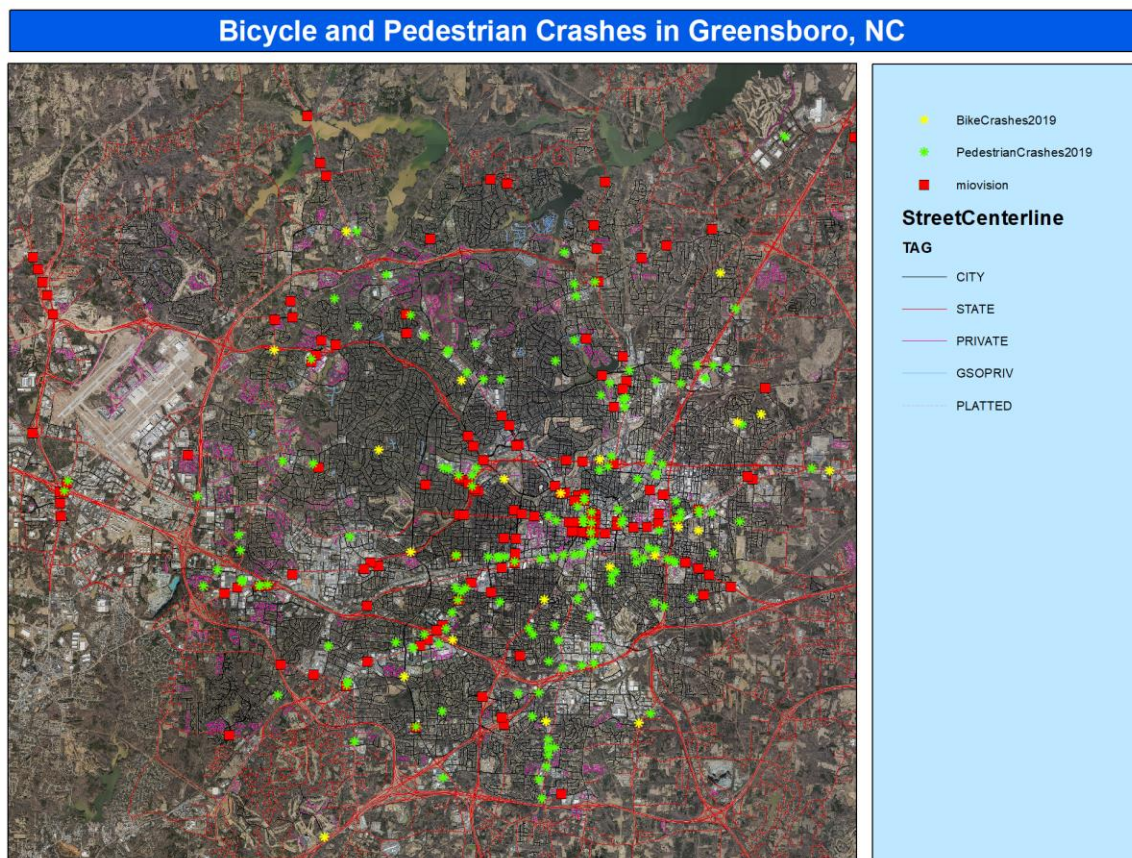 Bicycle and Pedestrian Crashes in Greensboro, NC
BikeCrashes2019
PedestrianCrashes2019
miovision
StreetCenterline
TAG
CITY
STATE
PRIVATE
GSOPRIV
PLATTED